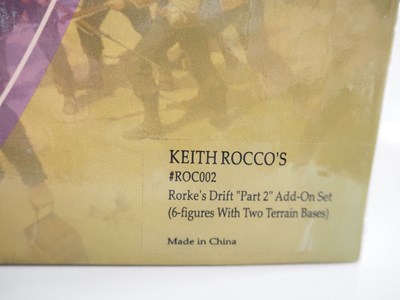 KEITH ROCCO'S
#ROC002
Rorke's Drift "Part 2" Add-On Set
(6-figures With Two Terrain Bases)
Made in China